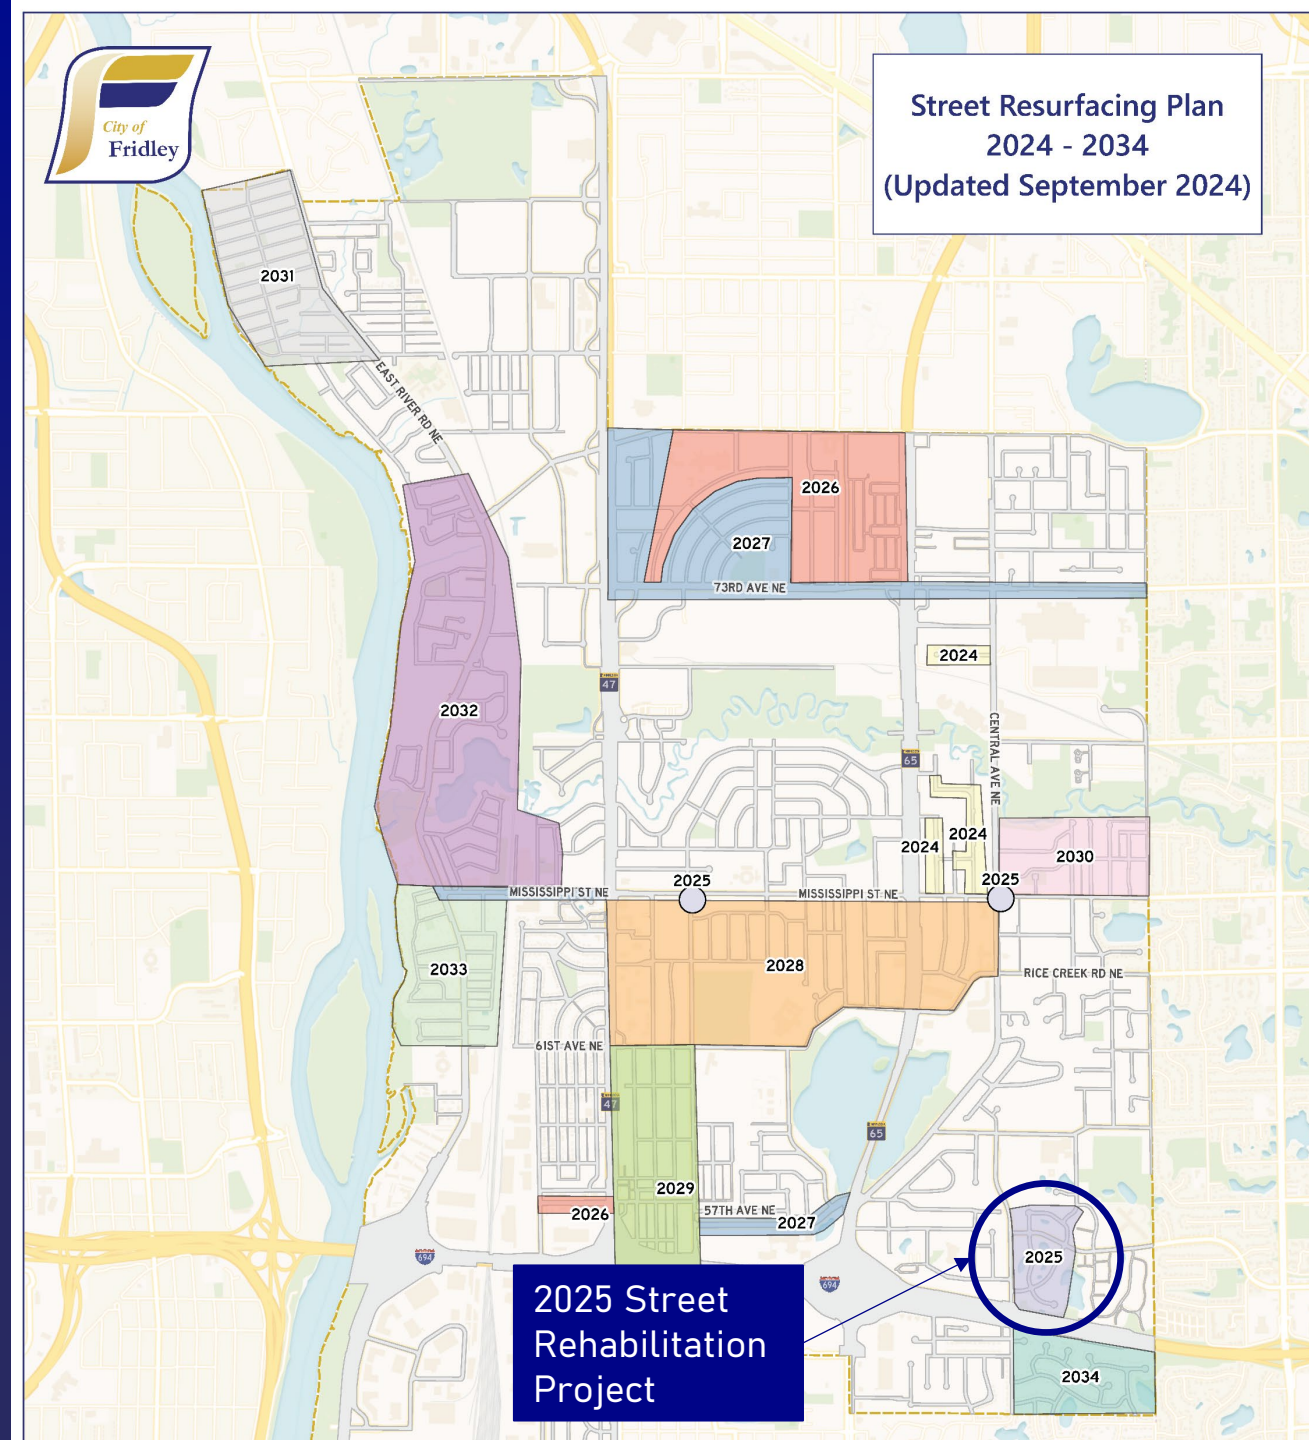 City of
Fridley
Street Resurfacing Plan
2024 - 2034
(Updated September 2024)
2031
EAST RIVER RD NE
2026
2027
73RD AVE NE
2024
47
2032
CENTRAL AVE NE
65
2024
2024
2030
2025
2025
MISSISSIPPI ST NE
MISSISSIPPI ST NE
2033
2028
RICE CREEK RD NE
61ST AVE NE
47
65
2029
57TH AVE NE
2026
2027
694
694
2025
2025 Street
Rehabilitation
Project
2034